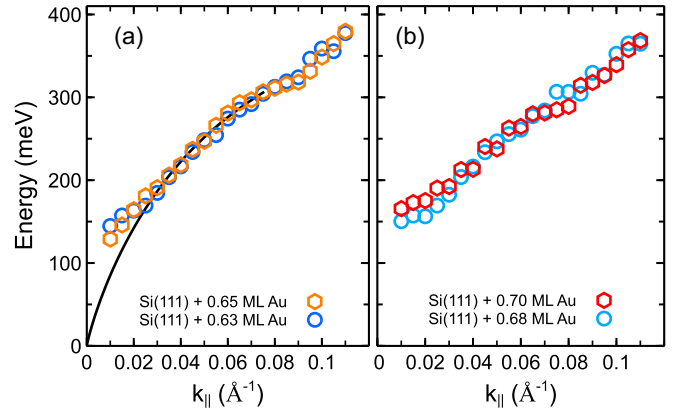 400
300
200
100
0
Energy (meV)
(a)
Si(111) + 0.65 ML Au
Si(111) + 0.63 ML Au
0 0.02 0.04 0.06 0.08 0.1
k|| (Å⁻¹)
(b)
Si(111) + 0.70 ML Au
Si(111) + 0.68 ML Au
0 0.02 0.04 0.06 0.08 0.1
k|| (Å⁻¹)